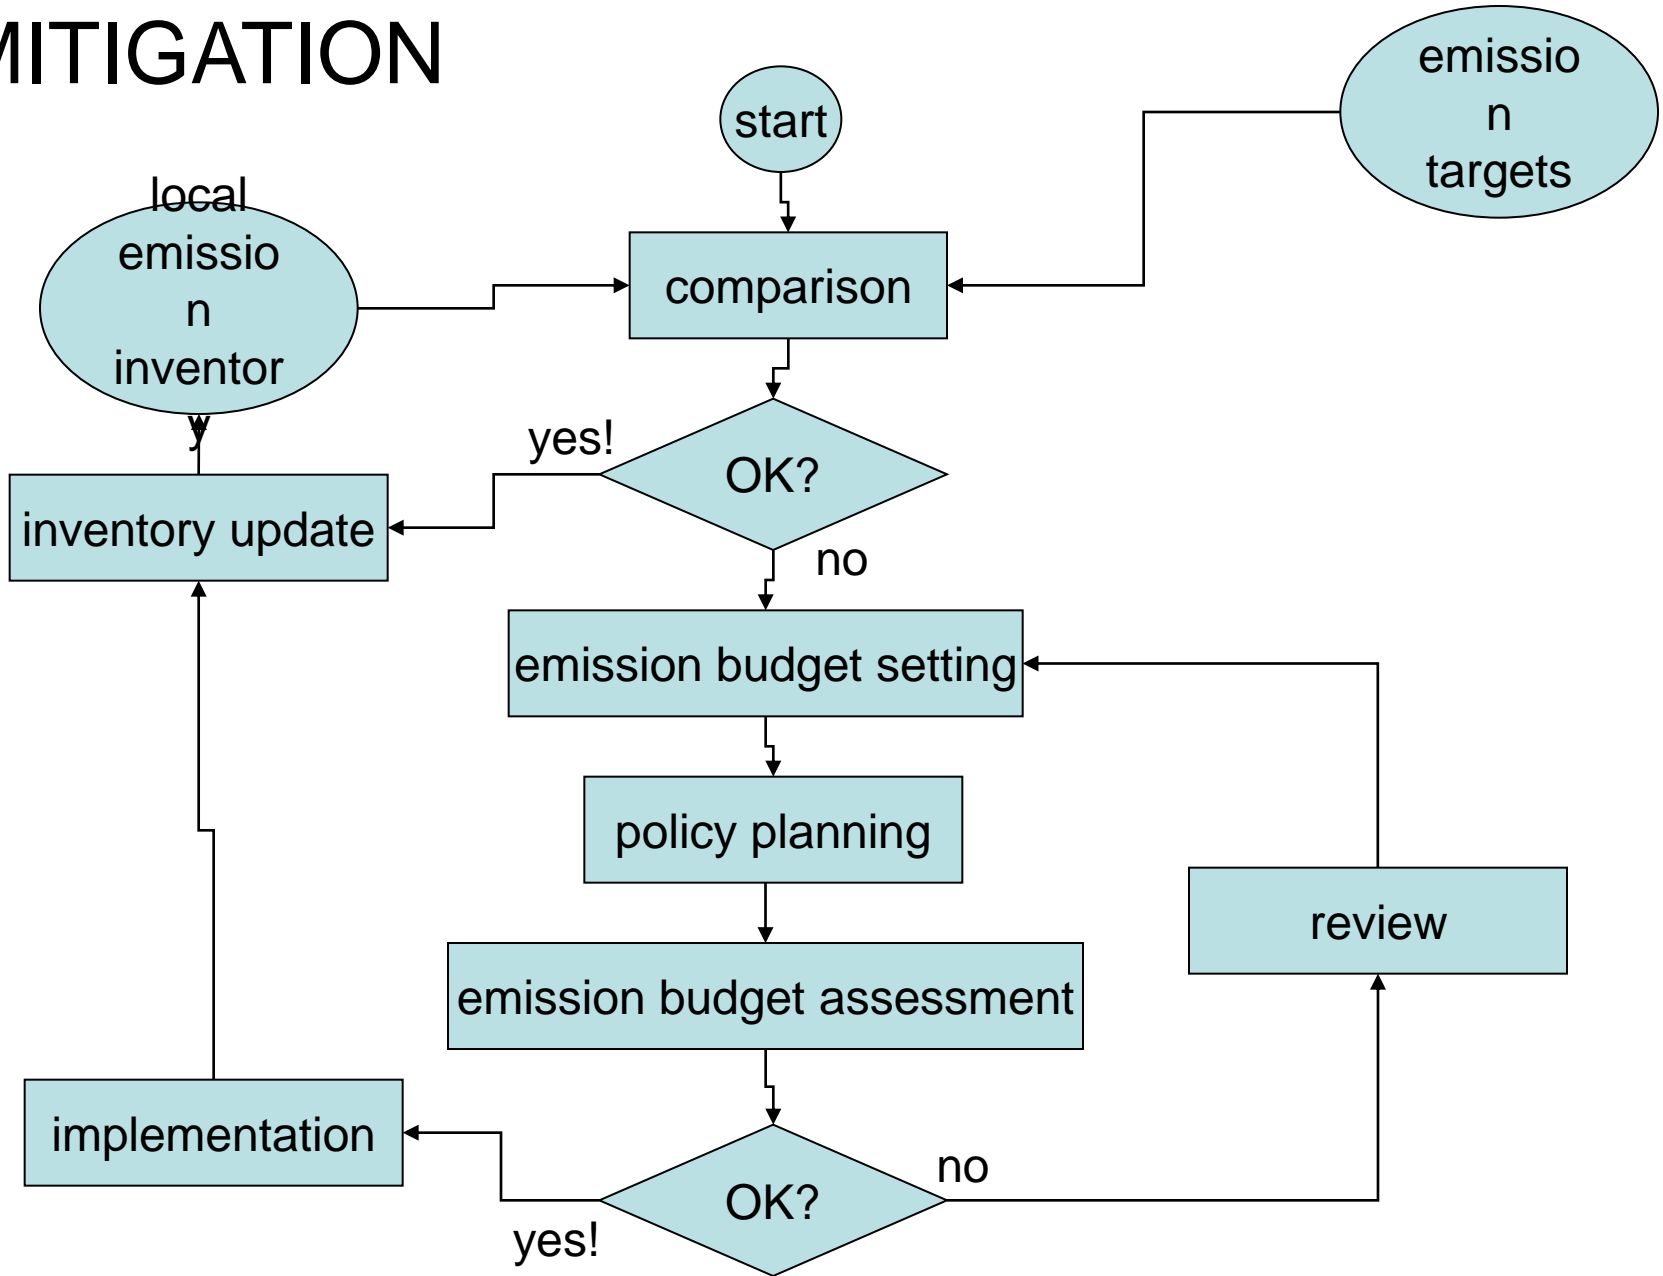 MITIGATION
start
emissio
n
targets
local
emissio
n
inventor
y
comparison
yes!
OK?
inventory update
no
emission budget setting
policy planning
review
emission budget assessment
implementation
no
OK?
yes!